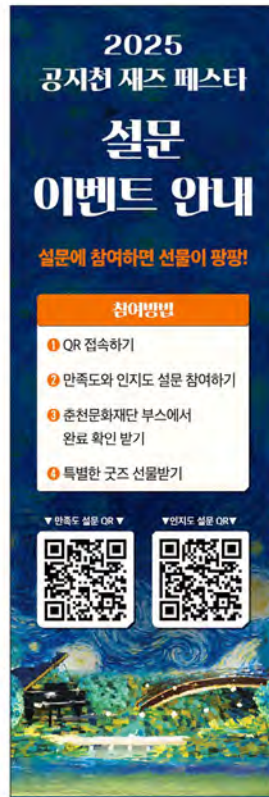 2025
공지천 재즈 페스타
설문
이벤트 안내
설문에 참여하면 선물이 팡팡!
참여방법
❶ QR 접속하기
❷ 만족도와 인지도 설문 참여하기
❸ 춘천문화재단 부스에서
완료 확인 받기
❹ 특별한 굿즈 선물받기
▼ 만족도 설문 QR ▼
▼인지도 설문 QR▼